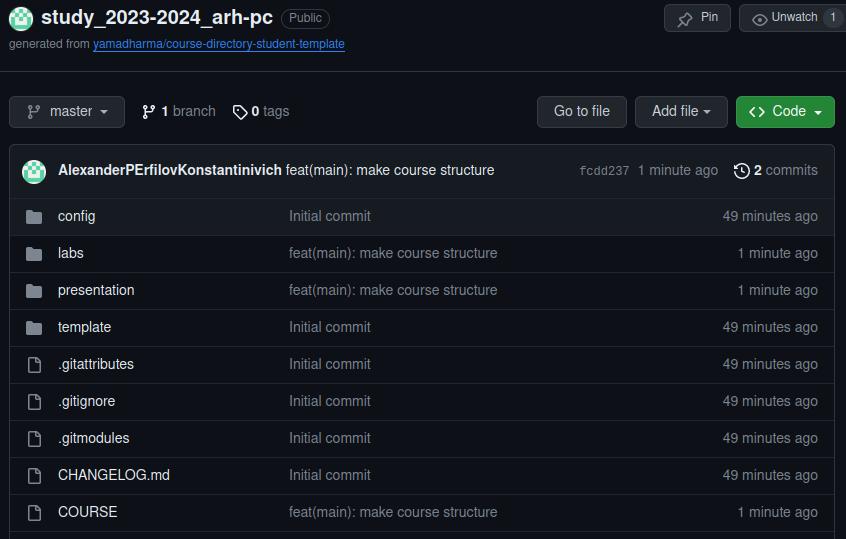 study_2023-2024_arh-pc Public Pin Unwatch 1
generated from yamadharma/course-directory-student-template
master 1 branch 0 tags Go to file Add file Code
AlexanderPErfilovKonstantinivich feat(main): make course structure fcdd237 1 minute ago 2 commits
config Initial commit 49 minutes ago
labs feat(main): make course structure 1 minute ago
presentation feat(main): make course structure 1 minute ago
template Initial commit 49 minutes ago
.gitattributes Initial commit 49 minutes ago
.gitignore Initial commit 49 minutes ago
.gitmodules Initial commit 49 minutes ago
CHANGELOG.md Initial commit 49 minutes ago
COURSE feat(main): make course structure 1 minute ago